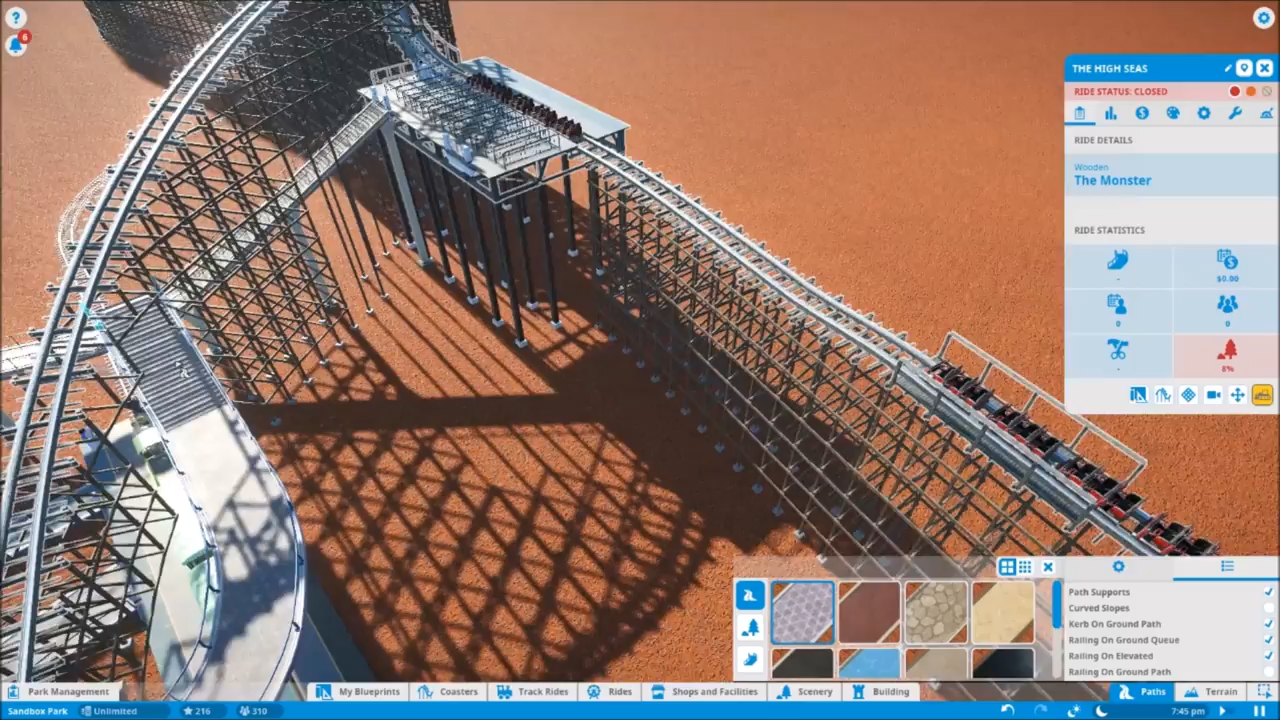 ?
6
THE HIGH SEAS
RIDE STATUS: CLOSED
RIDE DETAILS
Wooden
The Monster
RIDE STATISTICS
-
$0.00
0
0
-
8%
Path Supports
Curved Slopes
Kerb On Ground Path
Railing On Ground Queue
Railing On Elevated
Railing On Ground Path
Park Management
My Blueprints
Coasters
Track Rides
Rides
Shops and Facilities
Scenery
Building
Paths
Terrain
Sandbox Park
Unlimited
216
310
7:45 pm